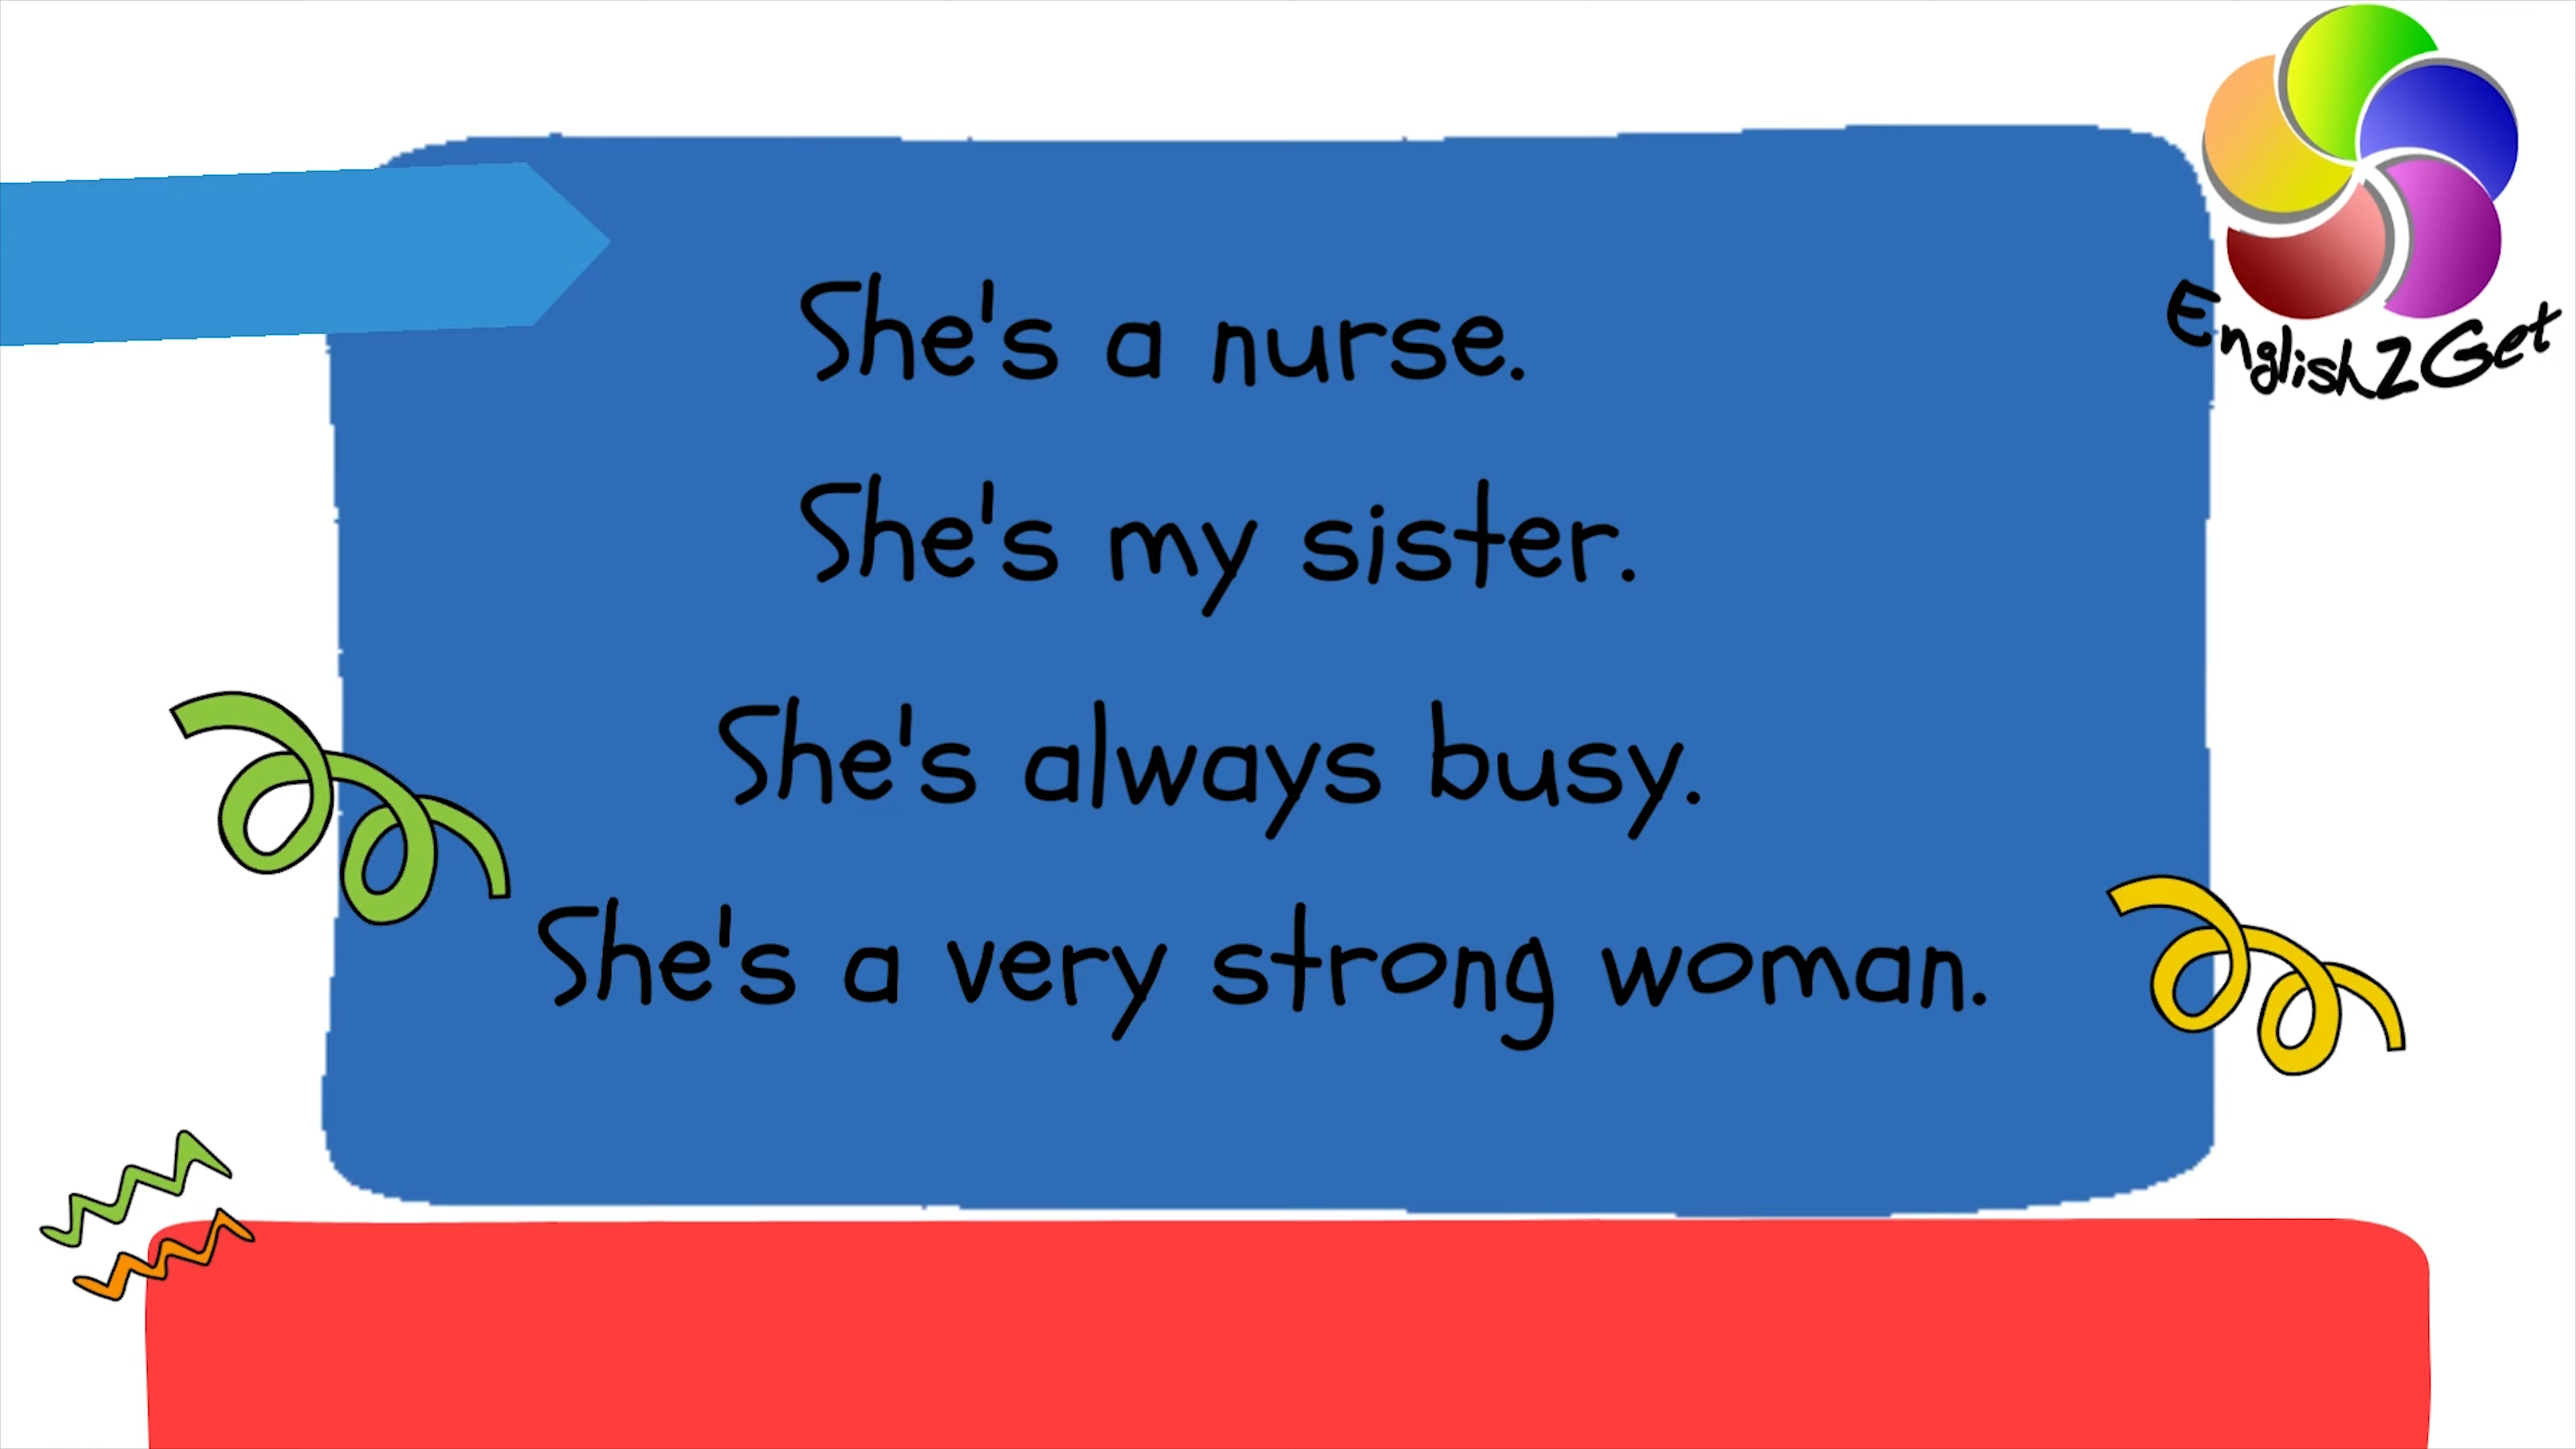 She's a nurse.
She's my sister.
She's always busy.
She's a very strong woman.
English2Get